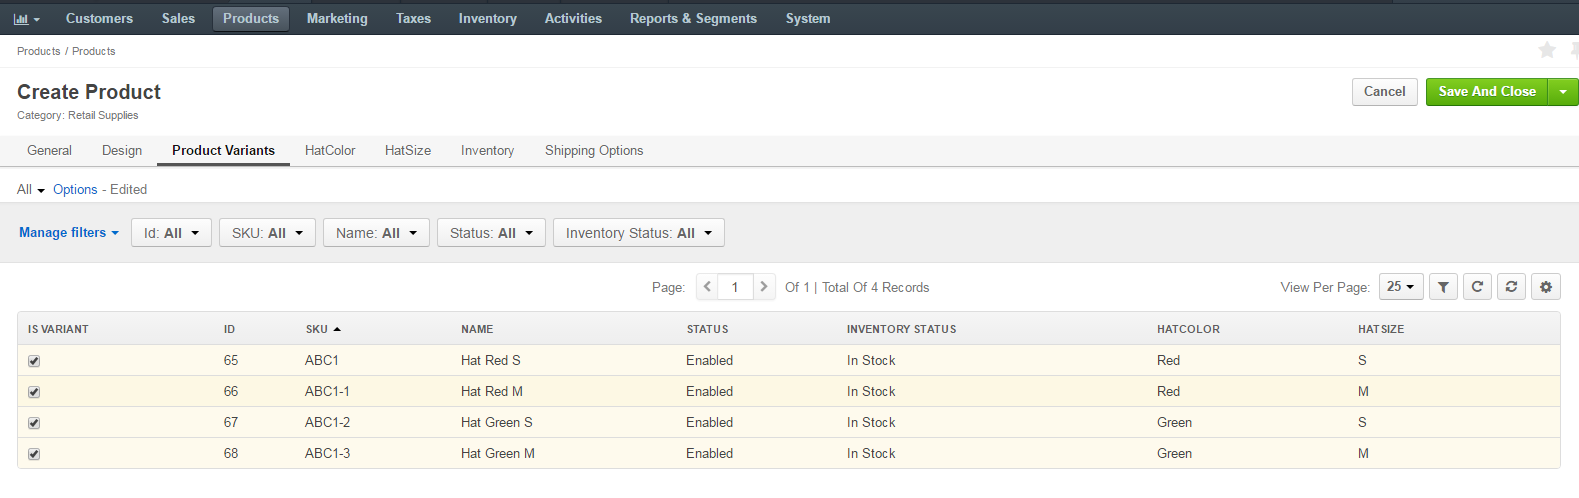 Customers Sales Products Marketing Taxes Inventory Activities Reports & Segments System
Products / Products
Create Product
Cancel Save And Close
Category: Retail Supplies
General Design Product Variants HatColor HatSize Inventory Shipping Options
All Options - Edited
Manage filters Id: All SKU: All Name: All Status: All Inventory Status: All
Page: 1 Of 1 | Total Of 4 Records View Per Page: 25
IS VARIANT ID SKU NAME STATUS INVENTORY STATUS HATCOLOR HATSIZE
65 ABC1 Hat Red S Enabled In Stock Red S
66 ABC1-1 Hat Red M Enabled In Stock Red M
67 ABC1-2 Hat Green S Enabled In Stock Green S
68 ABC1-3 Hat Green M Enabled In Stock Green M